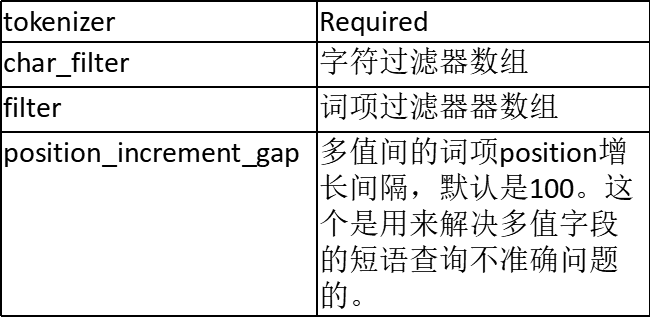 tokenizer Required
char_filter 字符过滤器数组
filter 词项过滤器器数组
position_increment_gap 多值间的词项position增
长间隔，默认是100。这
个是用来解决多值字段
的短语查询不准确问题
的。